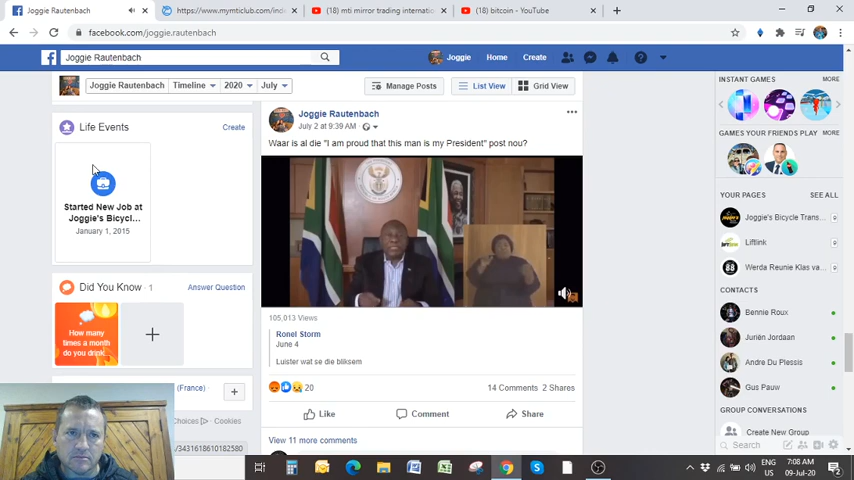 Joggie Rautenbach
https://www.mymticlub.com/ind
(18) mti mirror trading internatio
(18) bitcoin - YouTube
facebook.com/joggie.rautenbach
Joggie Rautenbach
Joggie
Home
Create
Joggie Rautenbach
Timeline
2020
July
Manage Posts
List View
Grid View
Life Events
Create
Started New Job at
Joggie's Bicycl...
January 1, 2015
Did You Know · 1
Answer Question
How many
times a month
do you drink
(France)
Choices
Cookies
/3431618610182580
Joggie Rautenbach
July 2 at 9:39 AM
Waar is al die "I am proud that this man is my President" post nou?
105,013 Views
Ronel Storm
June 4
Luister wat se die bliksem
20
14 Comments 2 Shares
Like
Comment
Share
View 11 more comments
INSTANT GAMES
MORE
GAMES YOUR FRIENDS PLAY
MORE
YOUR PAGES
SEE ALL
Joggie's Bicycle Trans...
Liftlink
Werda Reunie Klas va...
CONTACTS
Bennie Roux
Juriën Jordaan
Andre Du Plessis
Gus Pauw
GROUP CONVERSATIONS
Create New Group
Search
ENG
US
7:08 AM
09-Jul-20
2